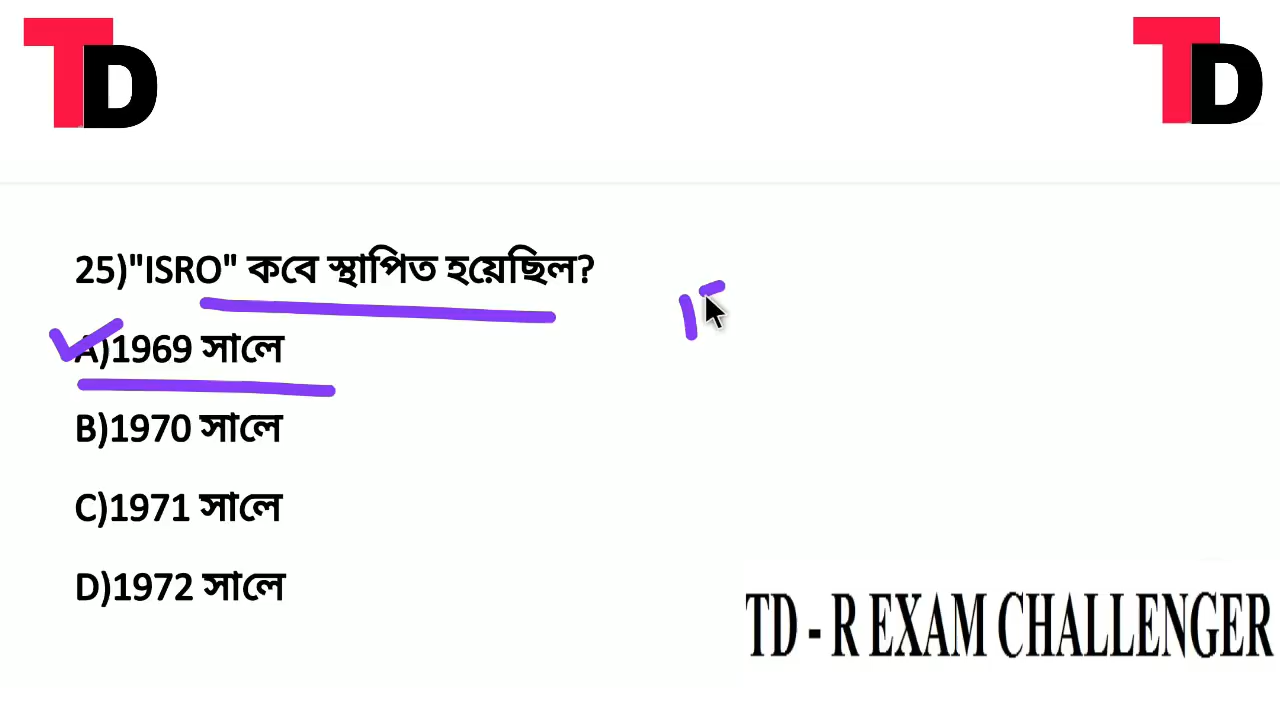 TD TD
25)"ISRO" কবে স্থাপিত হয়েছিল?
A)1969 সালে
B)1970 সালে
C)1971 সালে
D)1972 সালে
TD - R EXAM CHALLENGER